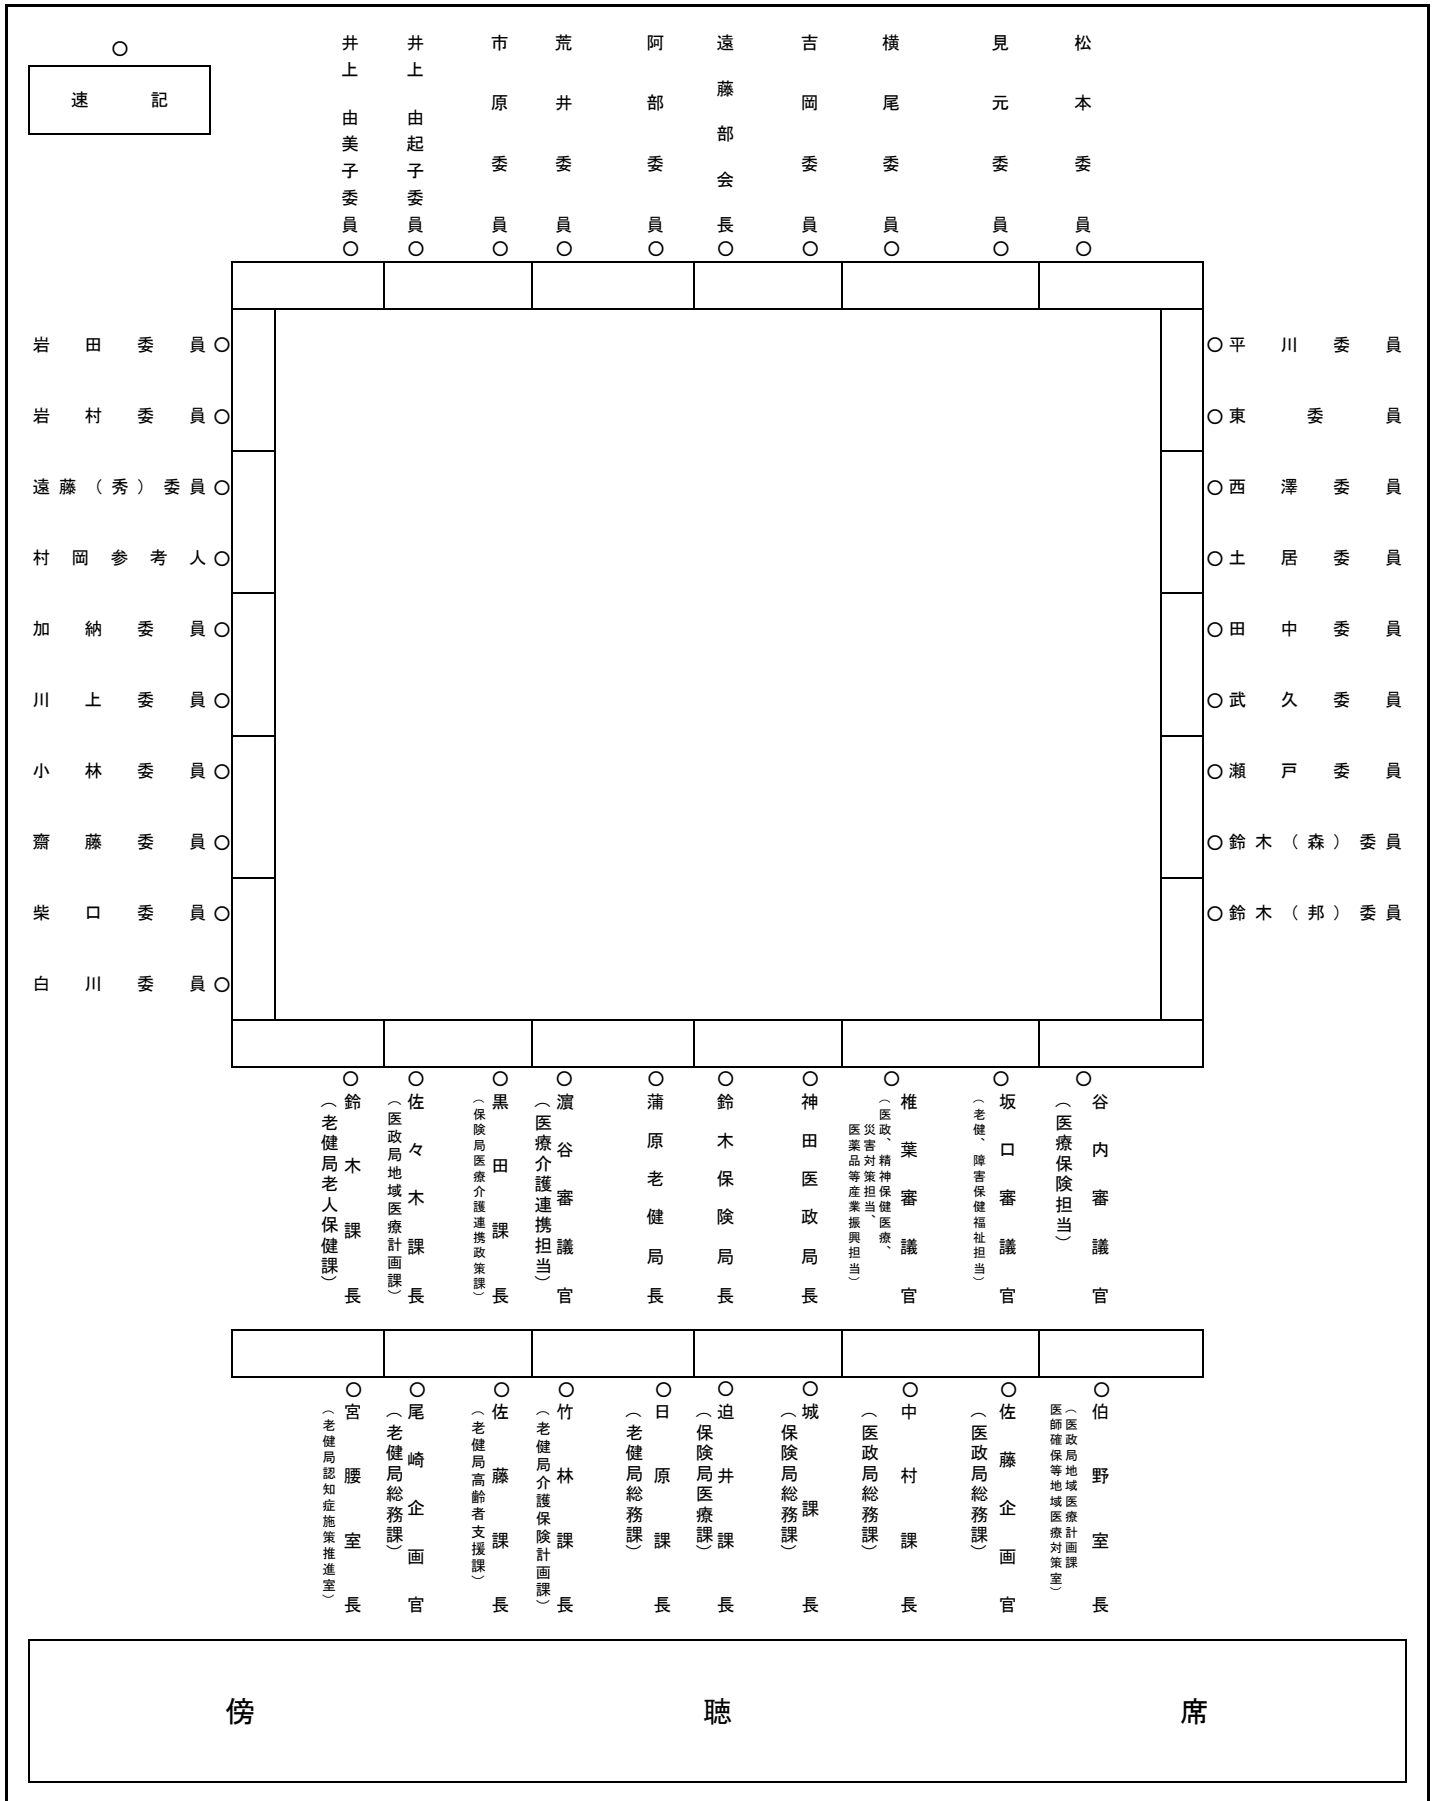 速記
井上 由美子委員○
井上 由起子委員○
市原委員○
荒井委員○
阿部委員○
遠藤部会長○
吉岡委員○
横尾委員○
見元委員○
松本委員○
岩田委員○
岩村委員○
遠藤（秀）委員○
村岡参考人○
加納委員○
川上委員○
小林委員○
齋藤委員○
柴口委員○
白川委員○
○平川委員
○東委員
○西澤委員
○土居委員
○田中委員
○武久委員
○瀬戸委員
○鈴木（森）委員
○鈴木（邦）委員
○鈴木課長
（老健局老人保健課）
○佐々木課長
（医政局地域医療計画課）
○黒田課長
（保険局医療介護連携政策課）
○濵谷審議官
（医療介護連携担当）
○蒲原老健局長
○鈴木保険局長
○神田医政局長
○椎葉審議官
（医政、精神保健医療、
災害対策担当、
医薬品等産業振興担当）
○坂口審議官
（老健、障害保健福祉担当）
○谷内審議官
（医療保険担当）
○宮腰室長
（老健局認知症施策推進室）
○尾崎企画官
（老健局総務課）
○佐藤課長
（老健局高齢者支援課）
○竹林課長
（老健局介護保険計画課）
○日原課長
（老健局総務課）
○迫井課長
（保険局医療課）
○城課長
（保険局総務課）
○中村課長
（医政局総務課）
○佐藤企画官
（医政局総務課）
○伯野室長
（医政局地域医療計画課
医師確保等地域医療対策室）
傍聴席